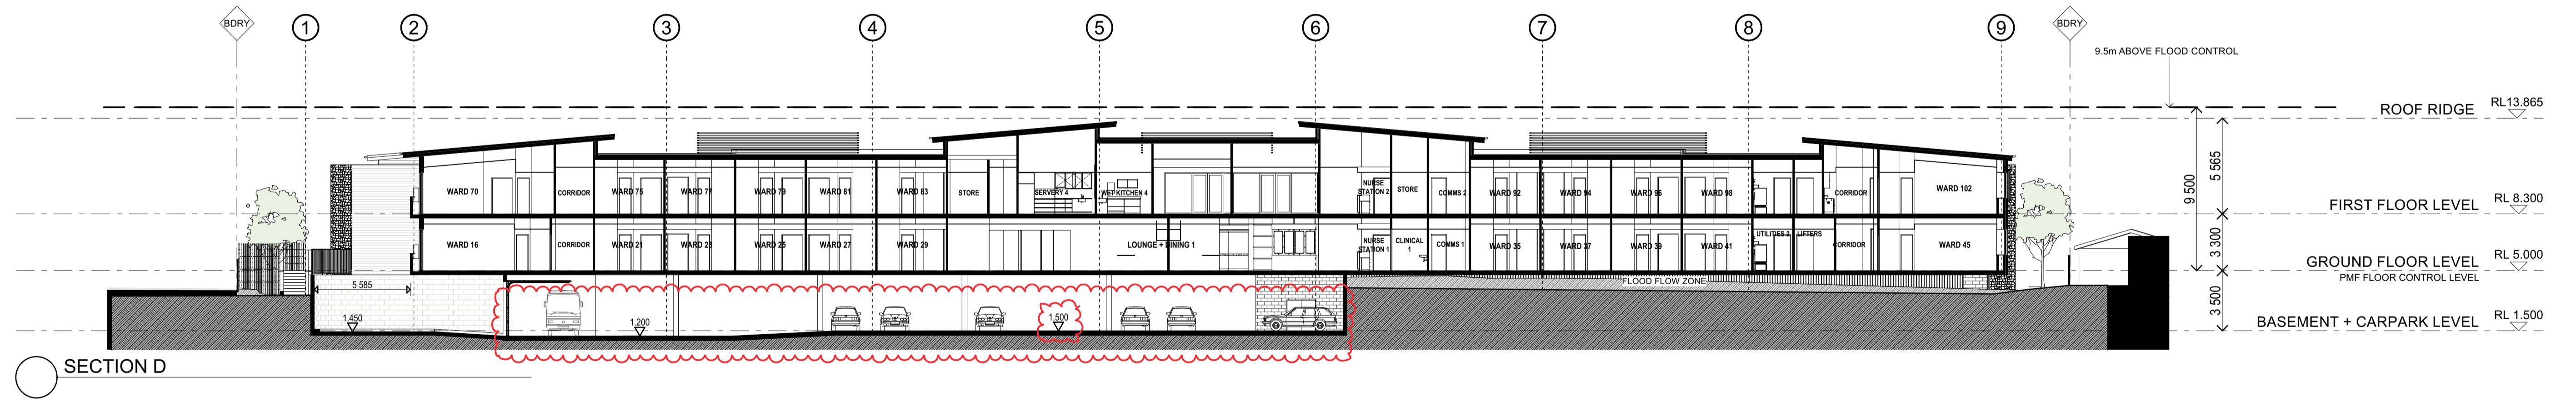 BDRY
1
2
3
4
5
6
7
8
9
BDRY
9.5m ABOVE FLOOD CONTROL
ROOF RIDGE
RL13.865
WARD 70
CORRIDOR
WARD 75
WARD 77
WARD 79
WARD 81
WARD 83
STORE
SERVERY 4
WET KITCHEN 4
NURSE
STATION 2
STORE
COMMS 2
WARD 92
WARD 94
WARD 96
WARD 98
CORRIDOR
WARD 102
5 565
9 500
FIRST FLOOR LEVEL
RL 8.300
WARD 16
CORRIDOR
WARD 21
WARD 23
WARD 25
WARD 27
WARD 29
LOUNGE + DINING 1
NURSE
STATION 1
CLINICAL
1
COMMS 1
WARD 35
WARD 37
WARD 39
WARD 41
UTILITIES 2
LIFTERS
CORRIDOR
WARD 45
3 300
GROUND FLOOR LEVEL
RL 5.000
PMF FLOOR CONTROL LEVEL
FLOOD FLOW ZONE
5 585
1.450
1.200
1.500
3 500
BASEMENT + CARPARK LEVEL
RL 1.500
SECTION D